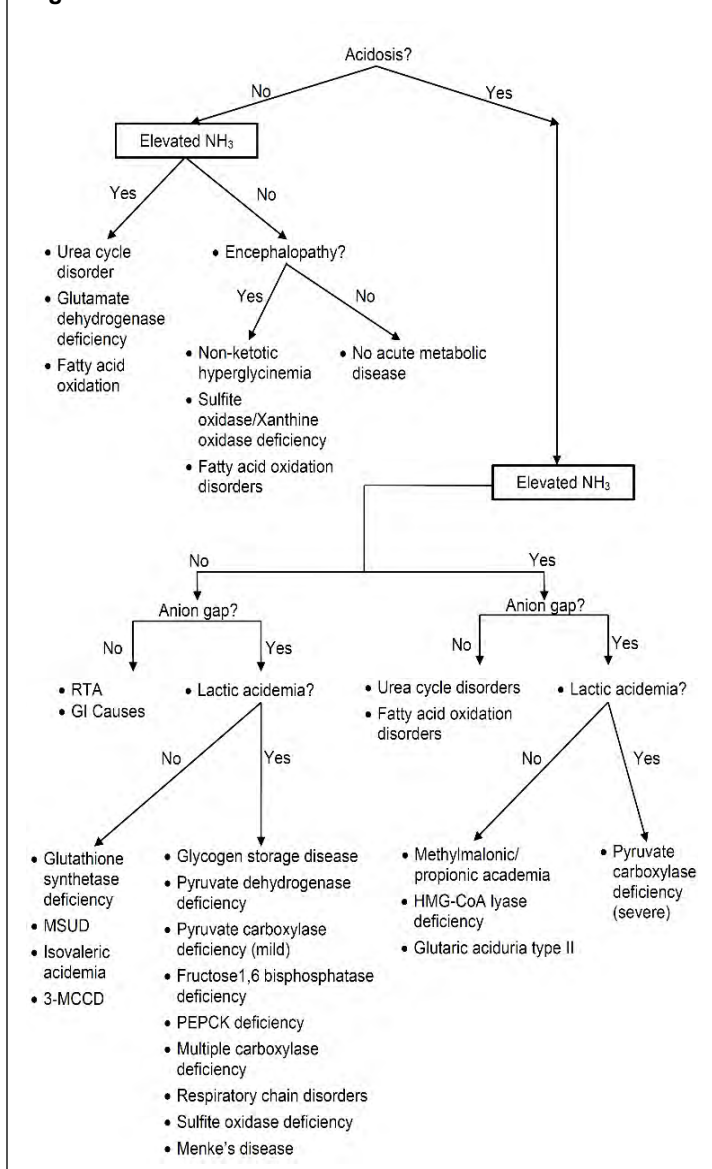 Acidosis?
No
Yes
Elevated NH3
Yes
No
• Urea cycle
disorder
• Glutamate
dehydrogenase
deficiency
• Fatty acid
oxidation
• Encephalopathy?
Yes
No
• Non-ketotic
hyperglycinemia
• Sulfite
oxidase/Xanthine
oxidase deficiency
• Fatty acid oxidation
disorders
• No acute metabolic
disease
Elevated NH3
No
Yes
Anion gap?
No
Yes
• RTA
• GI Causes
• Lactic acidemia?
No
Yes
• Glutathione
synthetase
deficiency
• MSUD
• Isovaleric
acidemia
• 3-MCCD
• Glycogen storage disease
• Pyruvate dehydrogenase
deficiency
• Pyruvate carboxylase
deficiency (mild)
• Fructose1,6 bisphosphatase
deficiency
• PEPCK deficiency
• Multiple carboxylase
deficiency
• Respiratory chain disorders
• Sulfite oxidase deficiency
• Menke's disease
Anion gap?
No
Yes
• Urea cycle disorders
• Fatty acid oxidation
disorders
• Lactic acidemia?
No
Yes
• Methylmalonic/
propionic academia
• HMG-CoA lyase
deficiency
• Glutaric aciduria type II
• Pyruvate
carboxylase
deficiency
(severe)